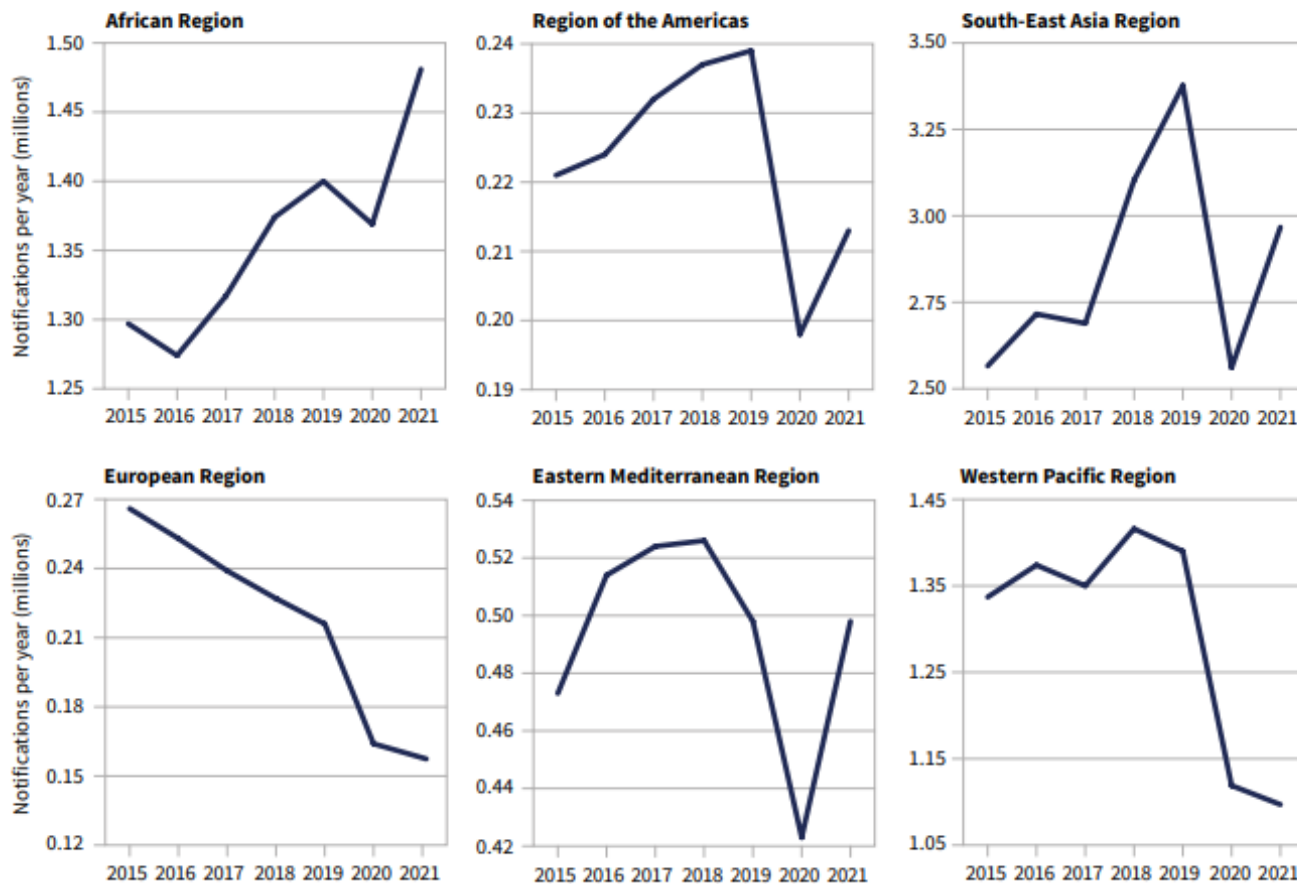 African Region
Notifications per year (millions)
1.50
1.45
1.40
1.35
1.30
1.25
2015 2016 2017 2018 2019 2020 2021
Region of the Americas
0.24
0.23
0.22
0.21
0.20
0.19
2015 2016 2017 2018 2019 2020 2021
South-East Asia Region
3.50
3.25
3.00
2.75
2.50
2015 2016 2017 2018 2019 2020 2021
European Region
Notifications per year (millions)
0.27
0.24
0.21
0.18
0.15
0.12
2015 2016 2017 2018 2019 2020 2021
Eastern Mediterranean Region
0.54
0.52
0.50
0.48
0.46
0.44
0.42
2015 2016 2017 2018 2019 2020 2021
Western Pacific Region
1.45
1.35
1.25
1.15
1.05
2015 2016 2017 2018 2019 2020 2021